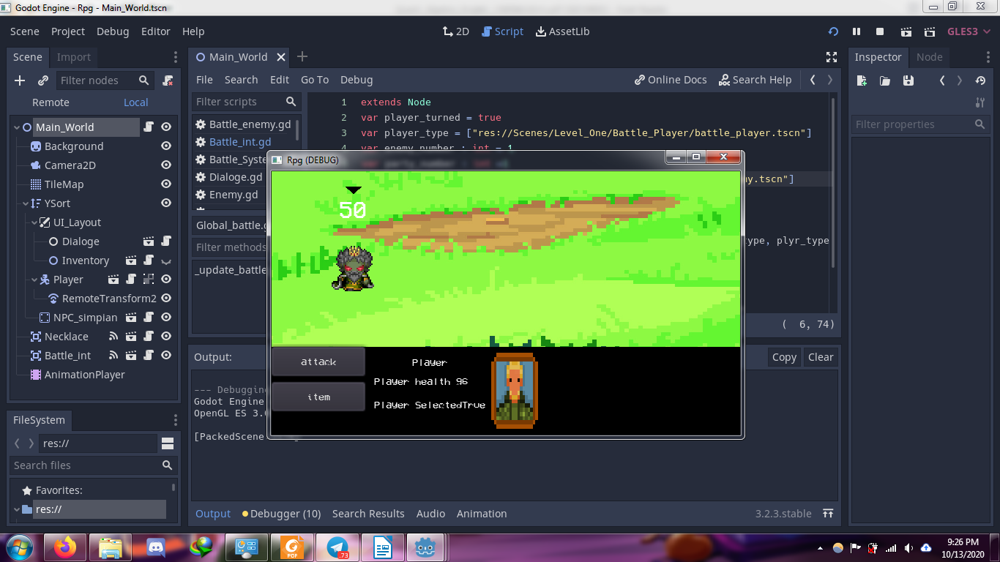 Godot Engine - Rpg - Main_World.tscn
Scene Project Debug Editor Help
2D Script AssetLib
GLES3
Scene Import
Main_World
Inspector Node
Filter nodes
File Search Edit Go To Debug
Online Docs Search Help
Remote Local
Filter scripts
Filter properties
Main_World
Background
Camera2D
TileMap
YSort
UI_Layout
Dialoge
Inventory
Player
RemoteTransform2
NPC_simpian
Necklace
Battle_int
AnimationPlayer
Battle_enemy.gd
Battle_int.gd
Battle_Syste
Dialoge.gd
Enemy.gd
Global_battle.g
Filter methods
_update_battle
1 extends Node
2 var player_turned = true
3 var player_type = ["res://Scenes/Level_One/Battle_Player/battle_player.tscn"]
4 var enemy_number : int = 1
my.tscn"]
ype, plyr_type
( 6, 74)
Rpg (DEBUG)
50
attack
item
Player
Player health 96
Player SelectedTrue
Output:
Copy Clear
--- Debugging
Godot Engine
OpenGL ES 3.0
[PackedScene
FileSystem
res://
Search files
Favorites:
res://
Output Debugger (10) Search Results Audio Animation
3.2.3.stable
PDF
.73
9:26 PM
10/13/2020